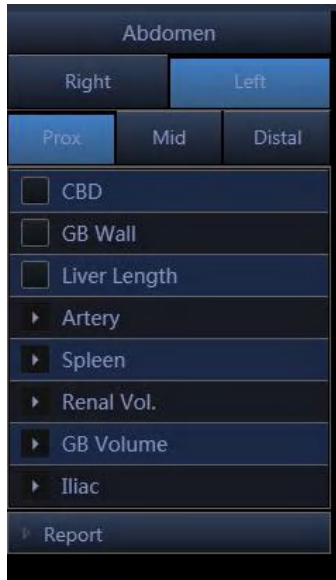 Abdomen
Right Left
Prox Mid Distal
CBD
GB Wall
Liver Length
Artery
Spleen
Renal Vol.
GB Volume
Iliac
Report